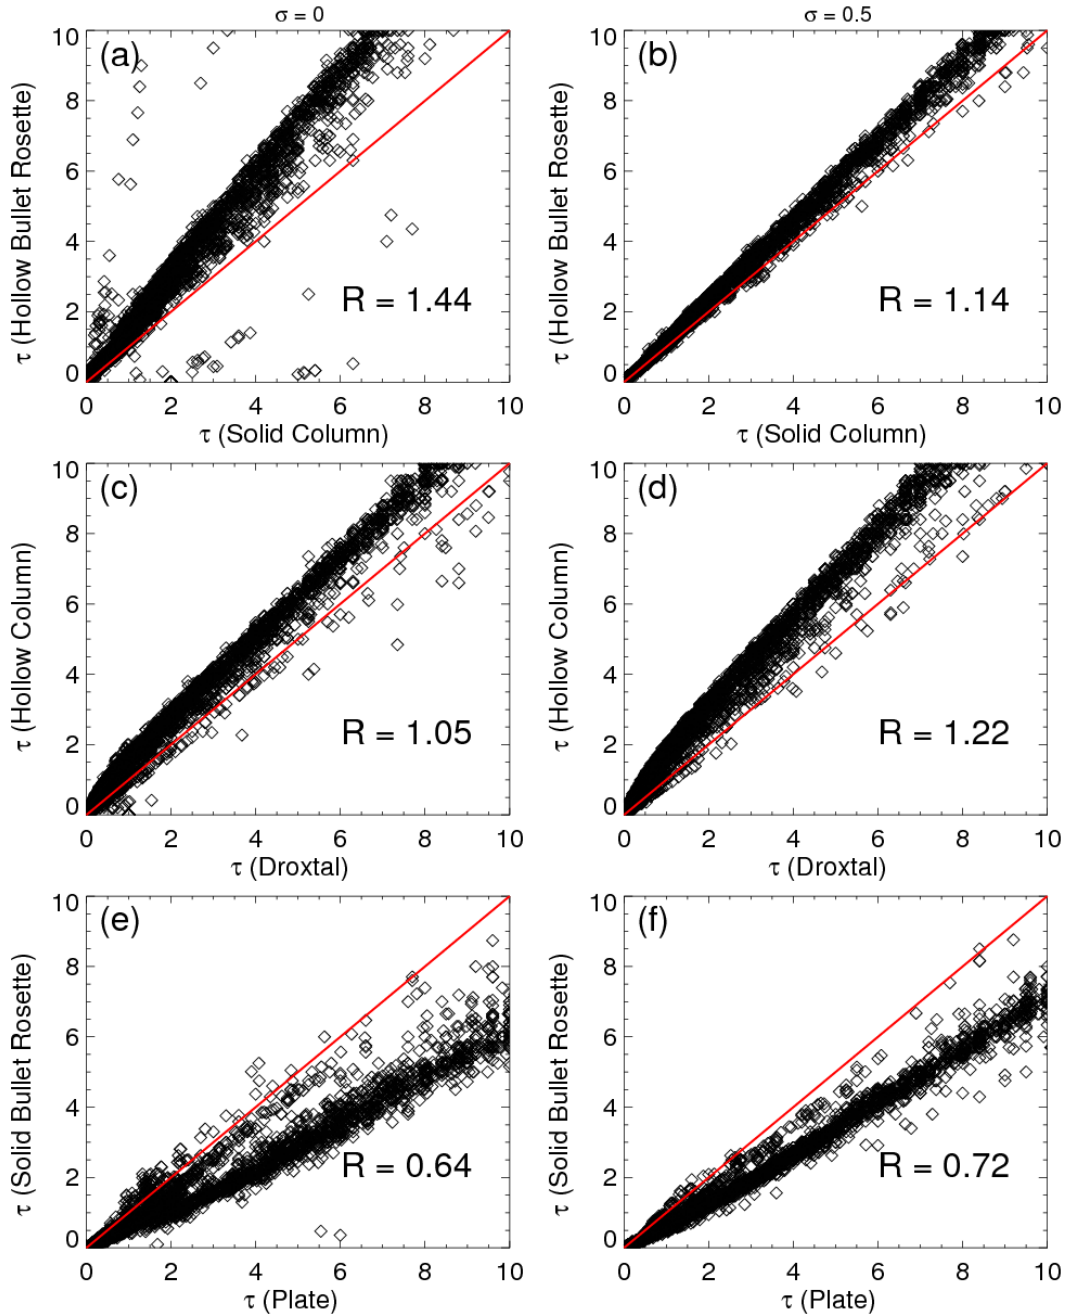 σ = 0
σ = 0.5
(a)
10
8
6
4
2
0
τ (Hollow Bullet Rosette)
R = 1.44
0 2 4 6 8 10
τ (Solid Column)
(b)
10
8
6
4
2
0
τ (Hollow Bullet Rosette)
R = 1.14
0 2 4 6 8 10
τ (Solid Column)
(c)
10
8
6
4
2
0
τ (Hollow Column)
R = 1.05
0 2 4 6 8 10
τ (Droxtal)
(d)
10
8
6
4
2
0
τ (Hollow Column)
R = 1.22
0 2 4 6 8 10
τ (Droxtal)
(e)
10
8
6
4
2
0
τ (Solid Bullet Rosette)
R = 0.64
0 2 4 6 8 10
τ (Plate)
(f)
10
8
6
4
2
0
τ (Solid Bullet Rosette)
R = 0.72
0 2 4 6 8 10
τ (Plate)